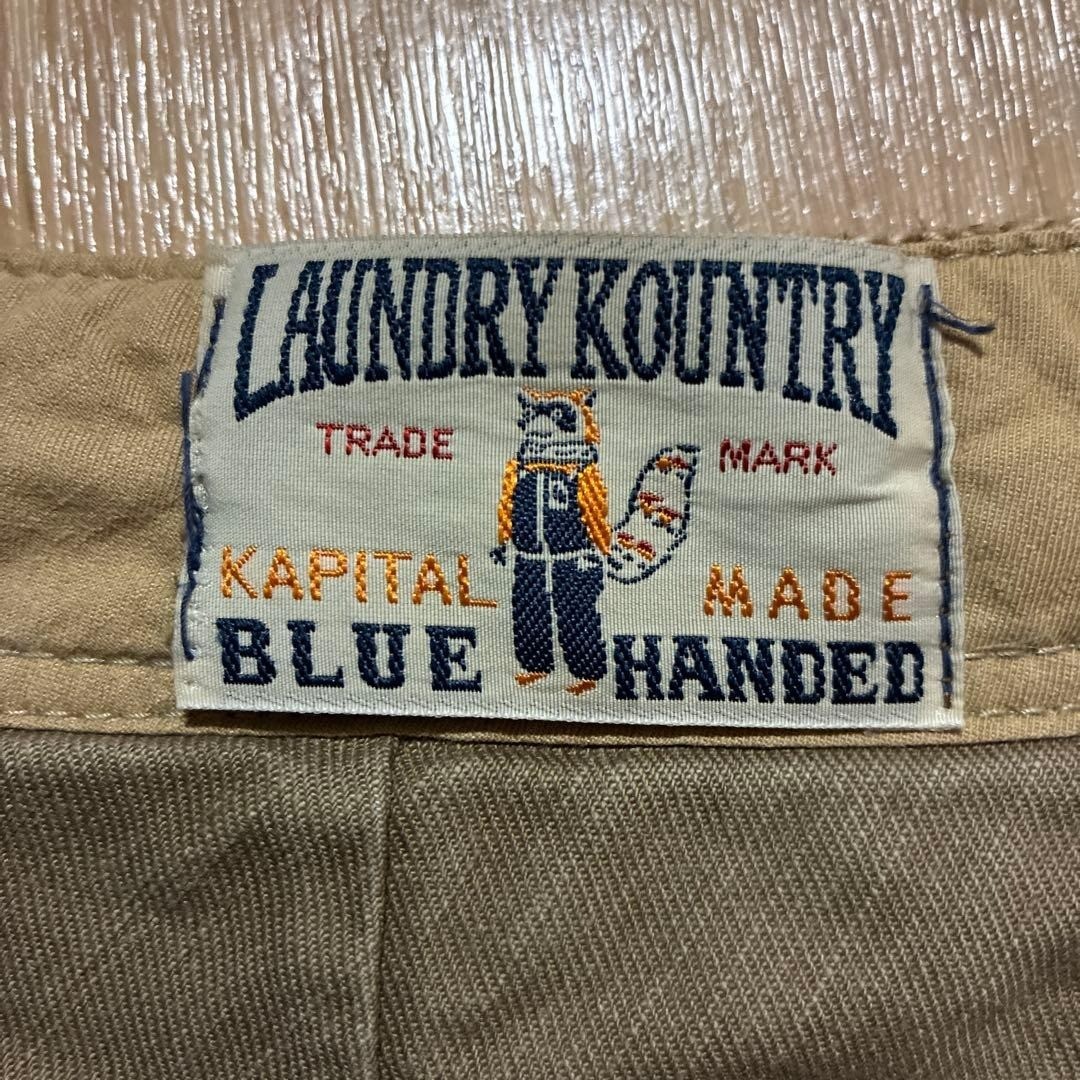 LAUNDRY KOUNTRY
TRADE MARK
KAPITAL MADE
BLUE HANDED